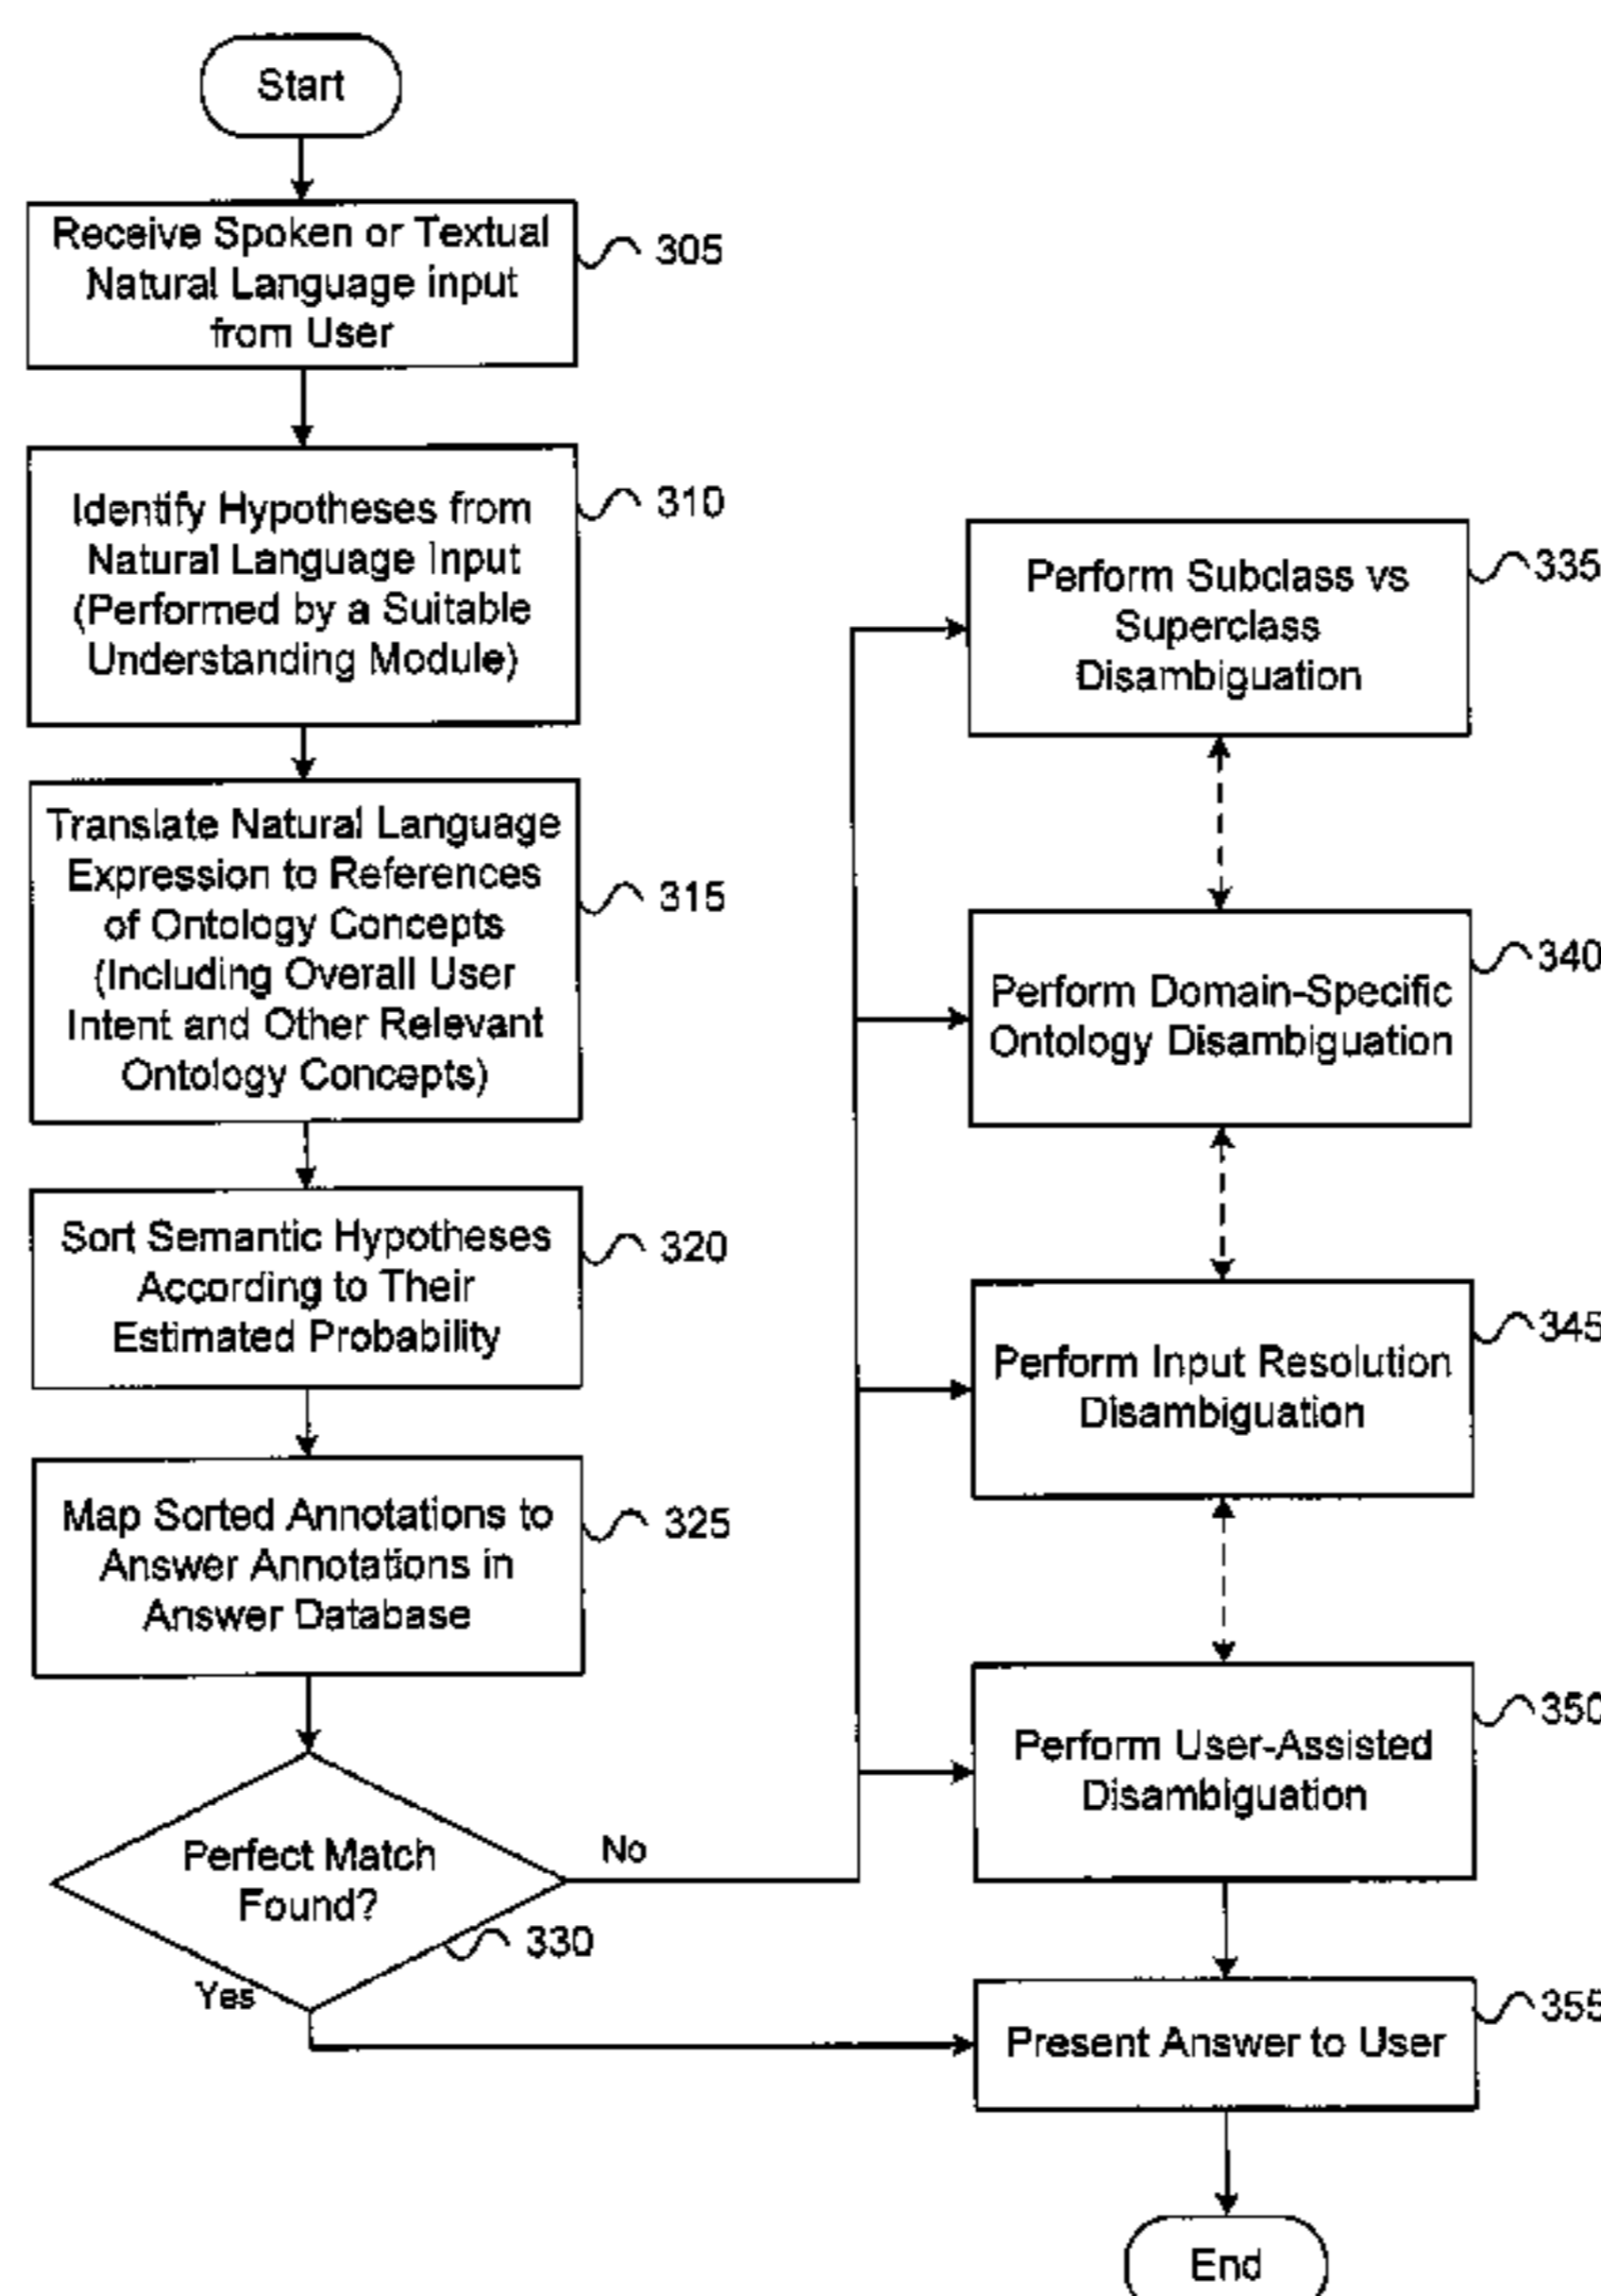 Start
Receive Spoken or Textual
Natural Language input
from User
305
Identify Hypotheses from
Natural Language Input
(Performed by a Suitable
Understanding Module)
310
Translate Natural Language
Expression to References
of Ontology Concepts
(Including Overall User
Intent and Other Relevant
Ontology Concepts)
315
Sort Semantic Hypotheses
According to Their
Estimated Probability
320
Map Sorted Annotations to
Answer Annotations in
Answer Database
325
Perfect Match
Found?
330
No
Yes
Perform Subclass vs
Superclass
Disambiguation
335
Perform Domain-Specific
Ontology Disambiguation
340
Perform Input Resolution
Disambiguation
345
Perform User-Assisted
Disambiguation
350
Present Answer to User
355
End